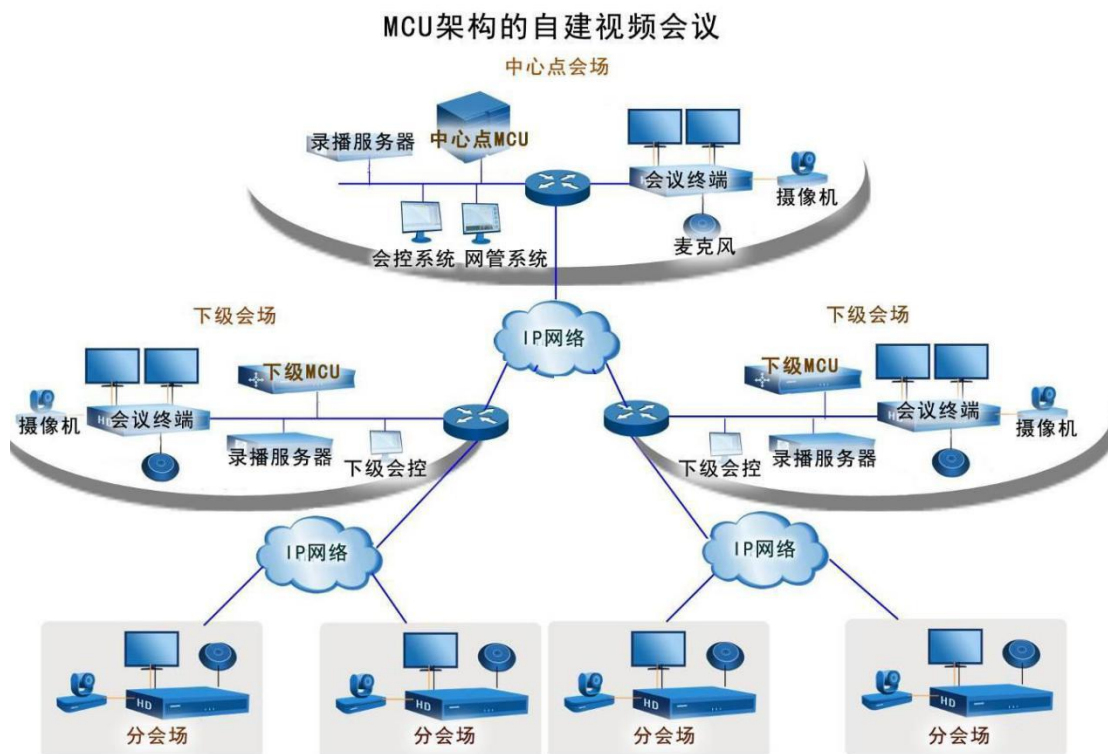 MCU架构的自建视频会议
中心点会场
录播服务器
中心点MCU
会议终端
摄像机
会控系统
网管系统
麦克风
IP网络
下级会场
下级会场
下级MCU
下级MCU
摄像机
HD
会议终端
会议终端
摄像机
录播服务器
下级会控
下级会控
录播服务器
IP网络
IP网络
HD
HD
HD
HD
分会场
分会场
分会场
分会场